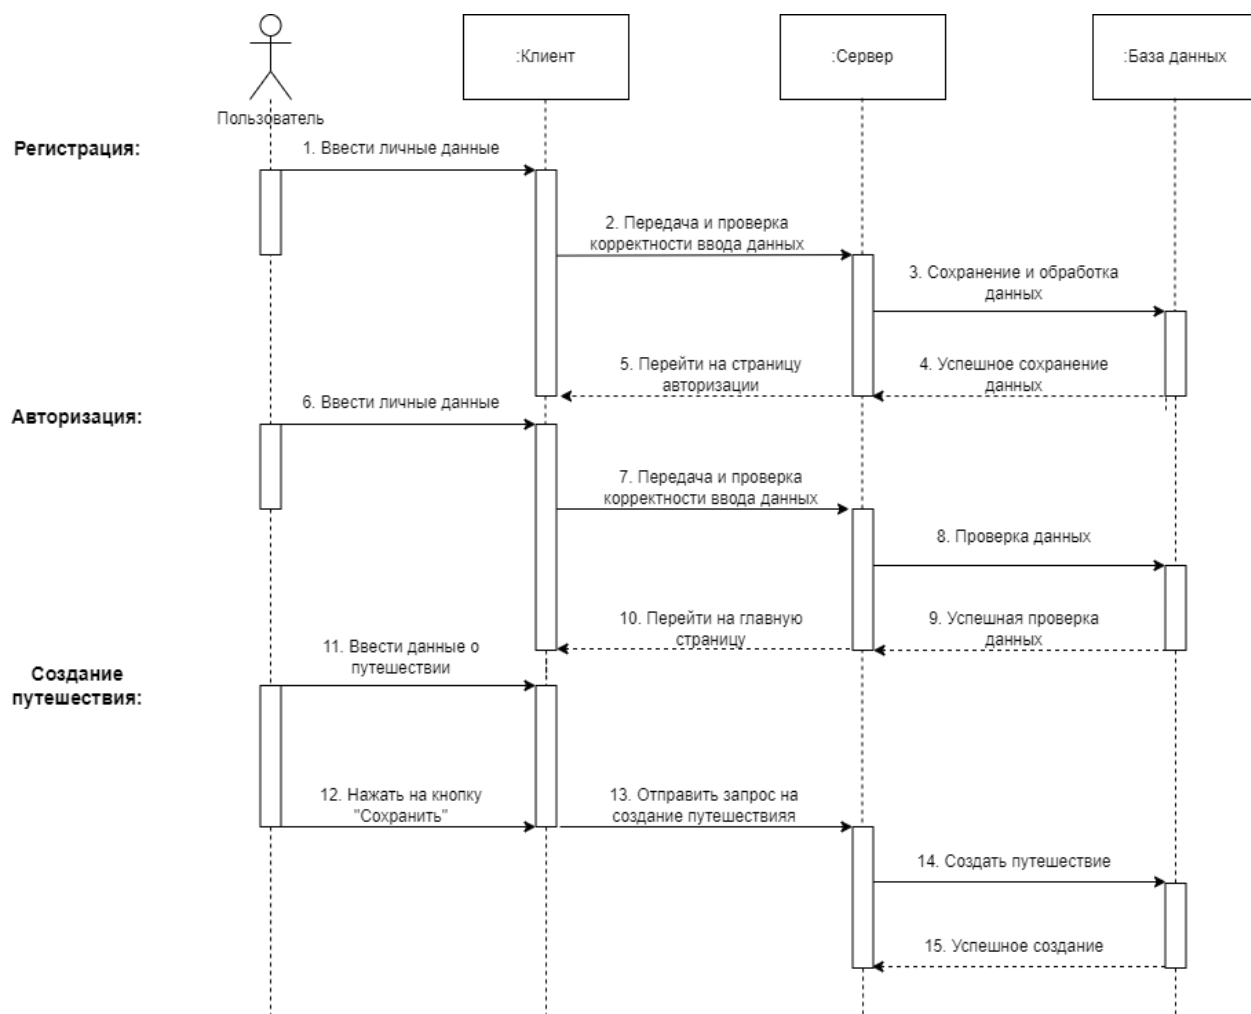 :Клиент
:Сервер
:База данных
Пользователь
Регистрация:
1. Ввести личные данные
2. Передача и проверка
корректности ввода данных
3. Сохранение и обработка
данных
5. Перейти на страницу
авторизации
4. Успешное сохранение
данных
Авторизация:
6. Ввести личные данные
7. Передача и проверка
корректности ввода данных
8. Проверка данных
10. Перейти на главную
страницу
9. Успешная проверка
данных
Создание
путешествия:
11. Ввести данные о
путешествии
12. Нажать на кнопку
"Сохранить"
13. Отправить запрос на
создание путешествияя
14. Создать путешествие
15. Успешное создание